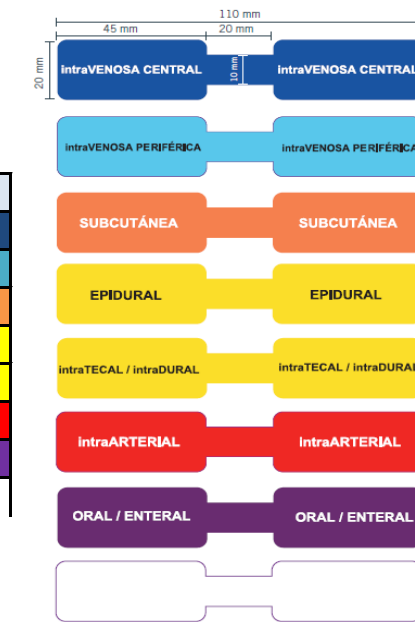 110 mm
45 mm 20 mm
20 mm
10 mm
intraVENOSA CENTRAL intraVENOSA CENTRAL
intraVENOSA PERIFÉRICA intraVENOSA PERIFÉRICA
SUBCUTÁNEA SUBCUTÁNEA
EPIDURAL EPIDURAL
intraTECAL / intraDURAL intraTECAL / intraDURAL
intraARTERIAL intraARTERIAL
ORAL / ENTERAL ORAL / ENTERAL